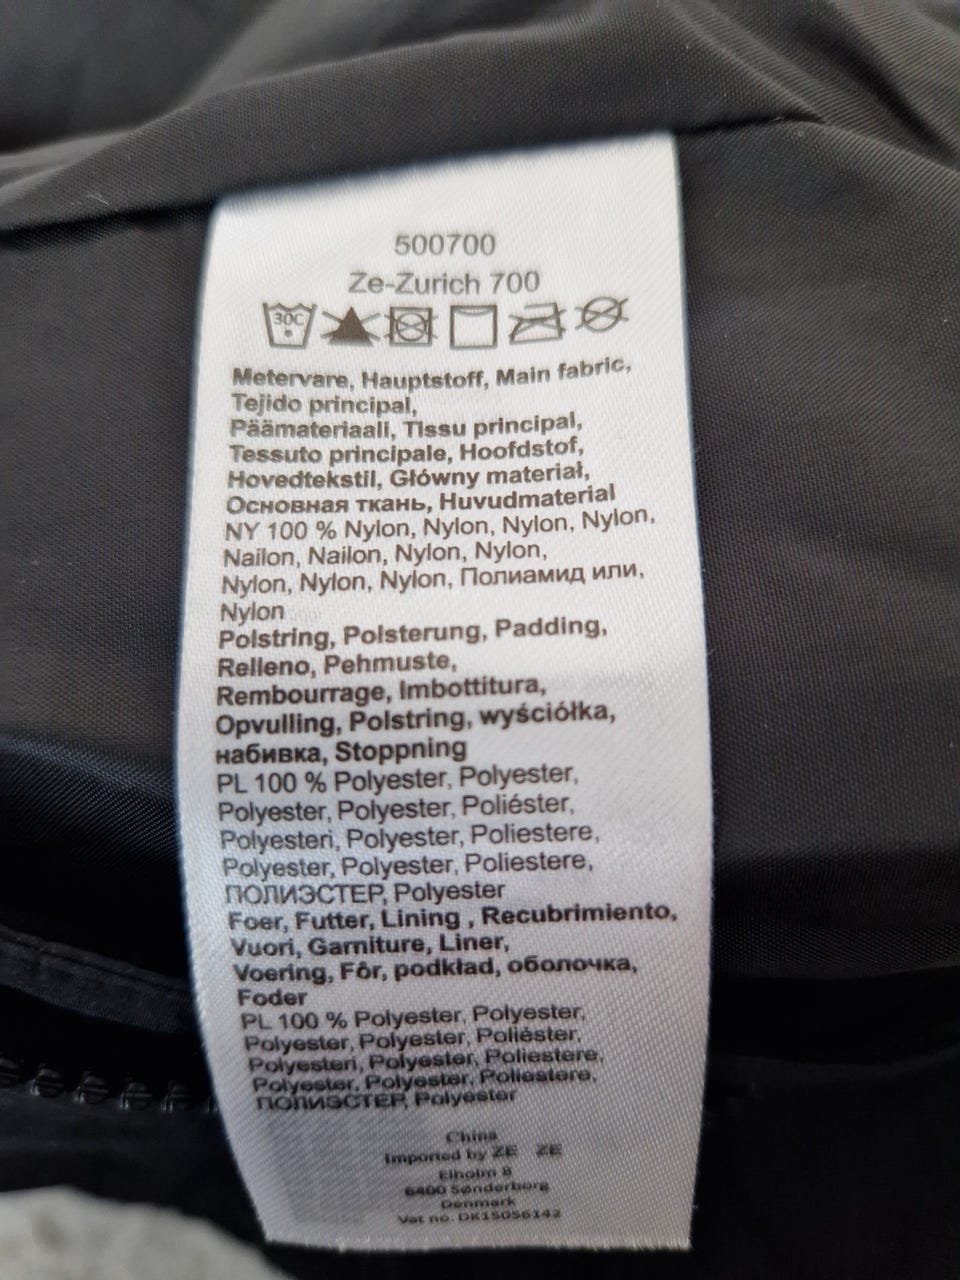 500700
Ze-Zurich 700
30C
Metervare, Hauptstoff, Main fabric,
Tejido principal,
Päämateriaali, Tissu principal,
Tessuto principale, Hoofdstof,
Hovedtekstil, Główny materiał,
Основная ткань, Huvudmaterial
NY 100 % Nylon, Nylon, Nylon, Nylon,
Nailon, Nailon, Nylon, Nylon,
Nylon, Nylon, Nylon, Полиамид или,
Nylon
Polstring, Polsterung, Padding,
Relleno, Pehmuste,
Rembourrage, Imbottitura,
Opvulling, Polstring, wyściółka,
набивка, Stoppning
PL 100 % Polyester, Polyester,
Polyester, Polyester, Poliéster,
Polyesteri, Polyester, Poliestere,
Polyester, Polyester, Poliestere,
ПОЛИЭСТЕР, Polyester
Foer, Futter, Lining , Recubrimiento,
Vuori, Garniture, Liner,
Voering, Fôr, podkład, оболочка,
Foder
PL 100 % Polyester, Polyester,
Polyester, Polyester, Poliéster,
Polyesteri, Polyester, Poliestere,
Polyester, Polyester, Poliestere,
ПОЛИЭСТЕР, Polyester
China
Imported by ZE ZE
Elholm 8
6400 Sønderborg
Denmark
Vat no. DK15056142